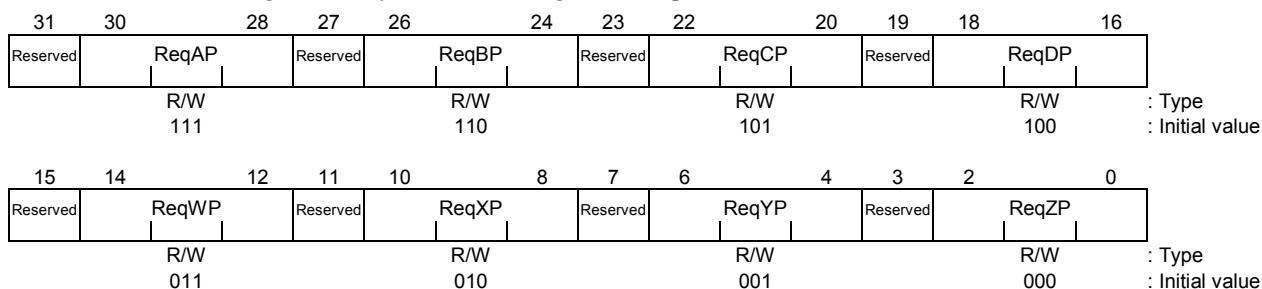 31 30 28 27 26 24 23 22 20 19 18 16
Reserved ReqAP Reserved ReqBP Reserved ReqCP Reserved ReqDP
R/W R/W R/W R/W : Type
111 110 101 100 : Initial value
15 14 12 11 10 8 7 6 4 3 2 0
Reserved ReqWP Reserved ReqXP Reserved ReqYP Reserved ReqZP
R/W R/W R/W R/W : Type
011 010 001 000 : Initial value